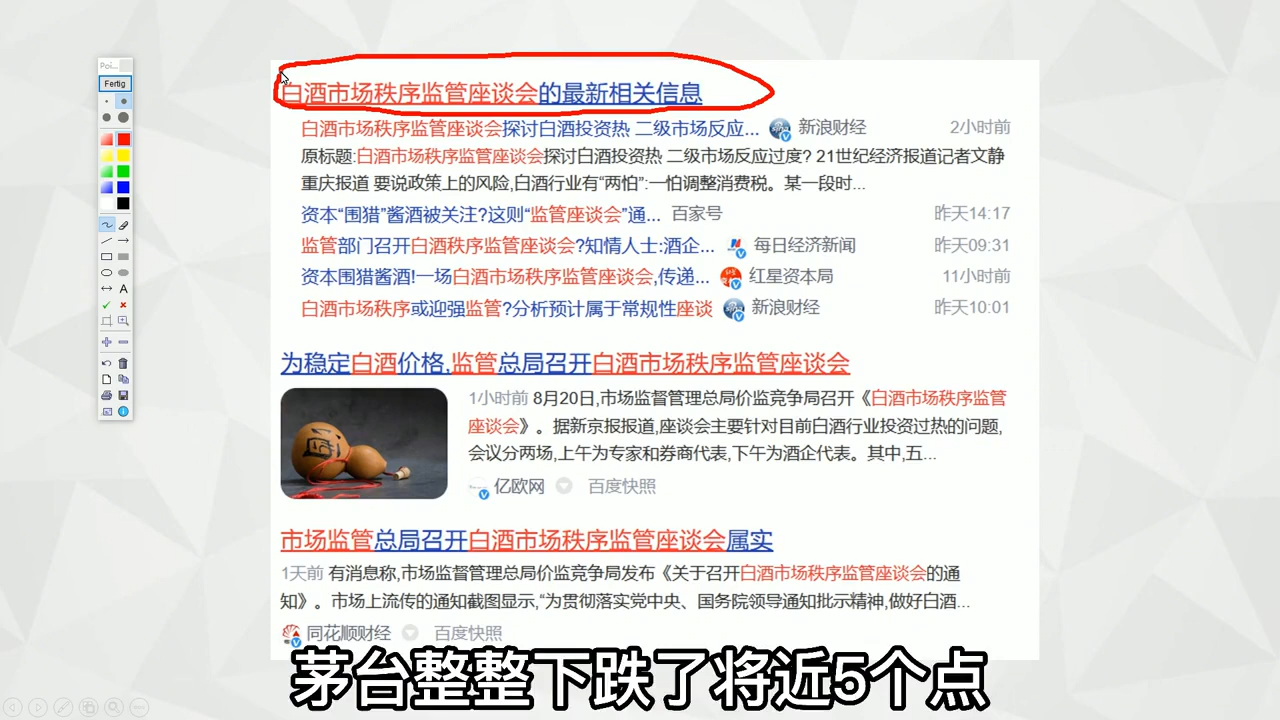 Poi...
Fertig
A
白酒市场秩序监管座谈会的最新相关信息
白酒市场秩序监管座谈会探讨白酒投资热 二级市场反应... 新浪财经 2小时前
原标题:白酒市场秩序监管座谈会探讨白酒投资热 二级市场反应过度? 21世纪经济报道记者文静
重庆报道 要说政策上的风险,白酒行业有“两怕”:一怕调整消费税。某一段时...
资本“围猎”酱酒被关注?这则“监管座谈会”通... 百家号 昨天14:17
监管部门召开白酒秩序监管座谈会?知情人士:酒企... 每日经济新闻 昨天09:31
资本围猎酱酒!一场白酒市场秩序监管座谈会,传递... 红星资本局 11小时前
白酒市场秩序或迎强监管?分析预计属于常规性座谈 新浪财经 昨天10:01
为稳定白酒价格,监管总局召开白酒市场秩序监管座谈会
1小时前 8月20日,市场监督管理总局价监竞争局召开《白酒市场秩序监管
座谈会》。据新京报报道,座谈会主要针对目前白酒行业投资过热的问题,
会议分两场,上午为专家和券商代表,下午为酒企代表。其中,五...
亿欧网 百度快照
市场监管总局召开白酒市场秩序监管座谈会属实
1天前 有消息称,市场监督管理总局价监竞争局发布《关于召开白酒市场秩序监管座谈会的通
知》。市场上流传的通知截图显示,“为贯彻落实党中央、国务院领导通知批示精神,做好白酒...
同花顺财经 百度快照
茅台整整下跌了将近5个点